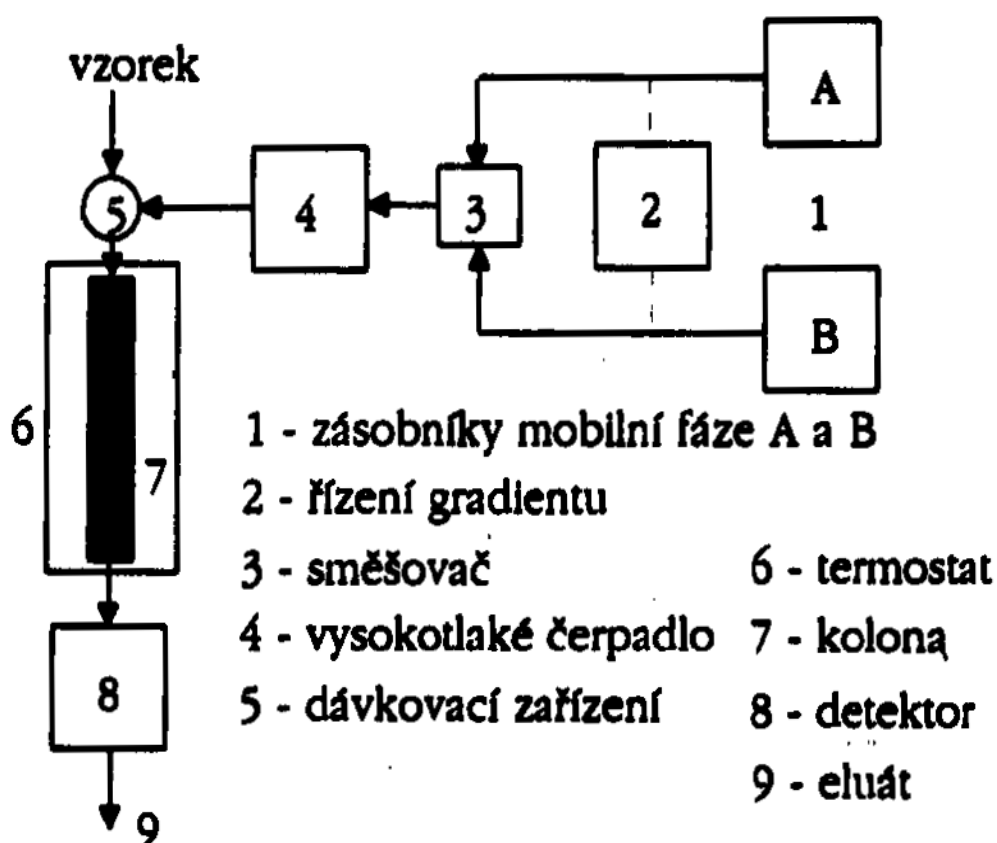 vzorek
A
5
4
3
2
1
B
6
7
1 - zásobníky mobilní fáze A a B
2 - řízení gradientu
3 - směšovač
4 - vysokotlaké čerpadlo
5 - dávkovací zařízení
6 - termostat
7 - kolona
8 - detektor
9 - eluát
8
9